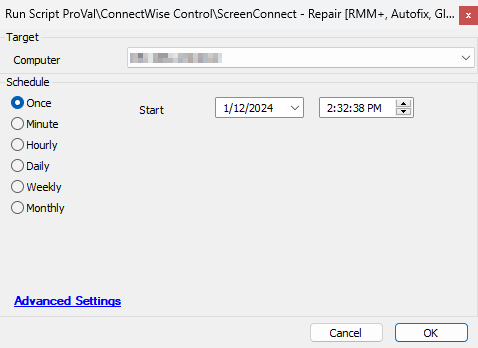 Run Script ProVal\ConnectWise Control\ScreenConnect - Repair [RMM+, Autofix, Gl...
Target
Computer
Schedule
Once
Start
1/12/2024
2:32:38 PM
Minute
Hourly
Daily
Weekly
Monthly
Advanced Settings
Cancel
OK